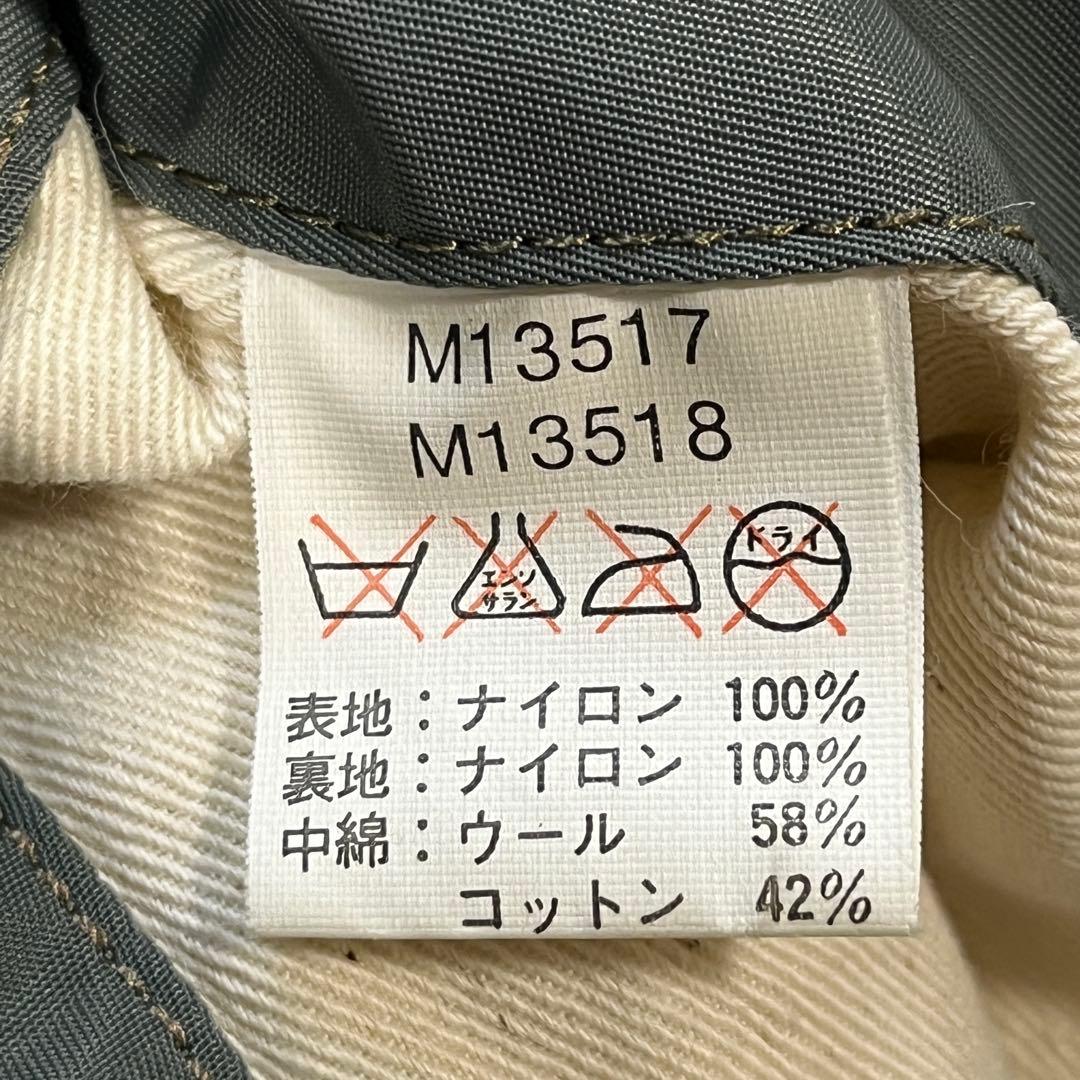 M13517
M13518
エンソ ドライ
サラシ
表地：ナイロン 100%
裏地：ナイロン 100%
中綿：ウール 58%
コットン 42%